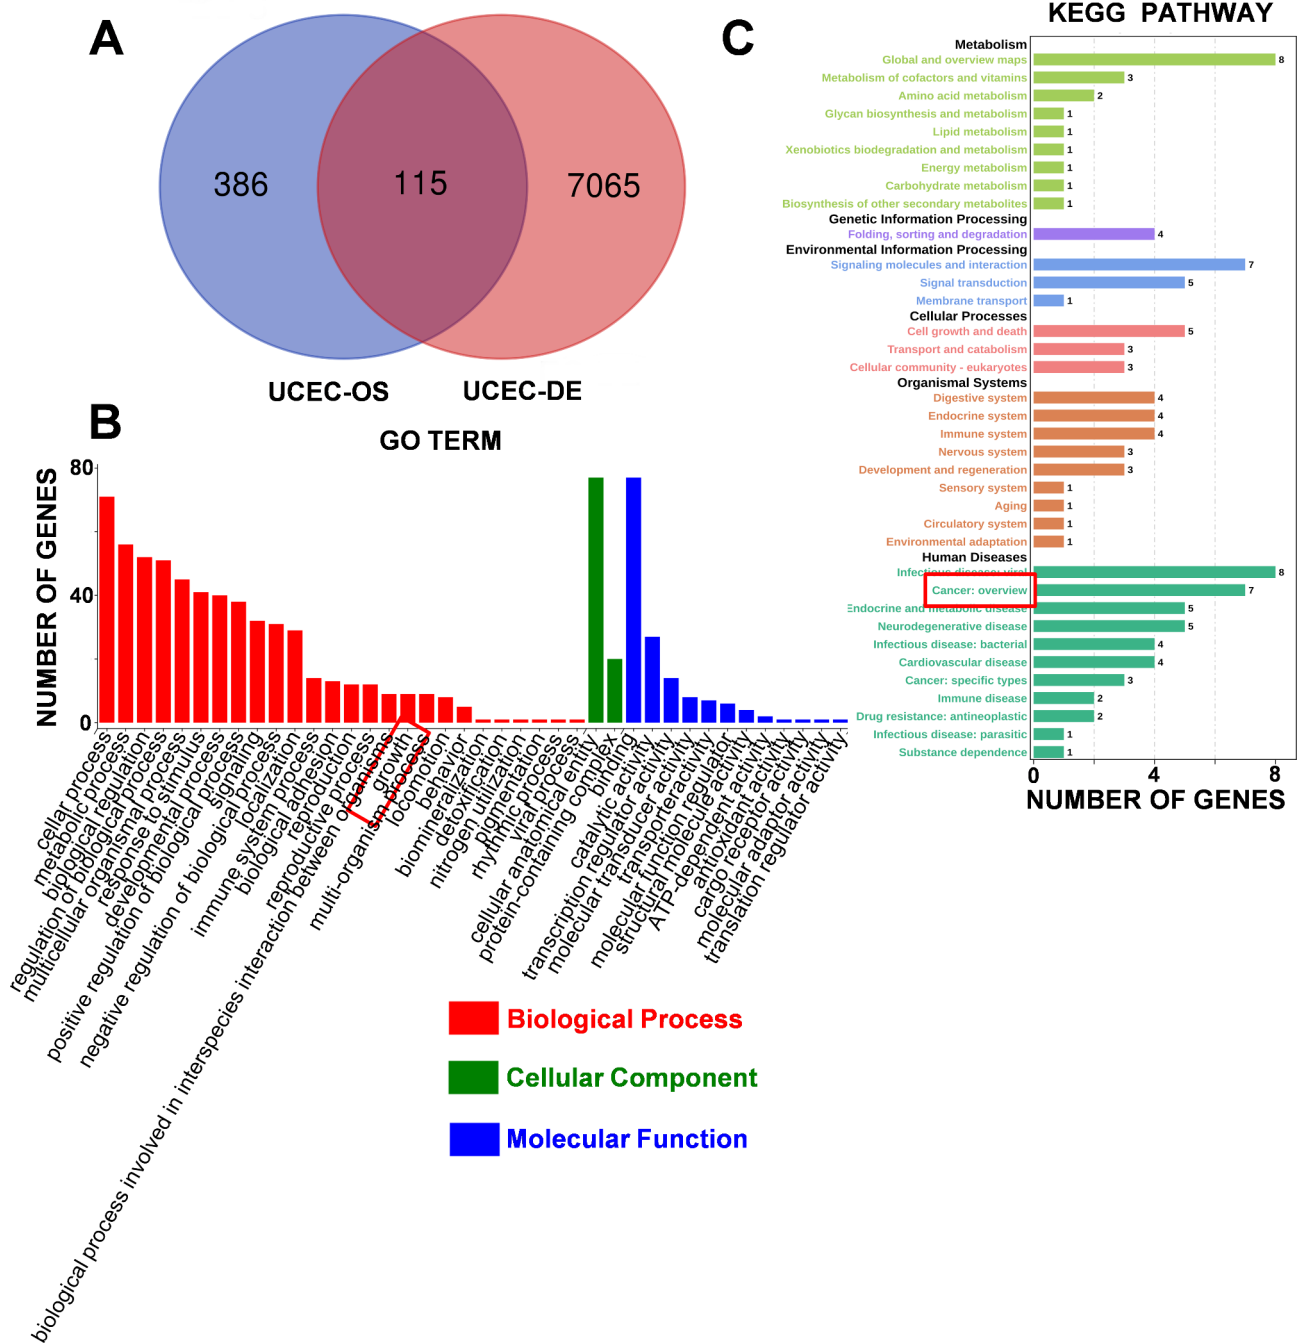 A
386
115
7065
UCEC-OS
UCEC-DE
B
GO TERM
NUMBER OF GENES
80
40
0
cellar process
metabolic process
biological regulation
regulation of biological process
multicellular organismal process
response to stimulus
developmental process
positive regulation of biological process
signaling
negative regulation of biological process
localization
immune system process
biological adhesion
reproduction
reproductive process
biological process involved in interspecies interaction between organisms
growth
multi-organism process
locomotion
behavior
biomineralization
detoxification
nitrogen utilization
pigmentation
rhythmic process
viral process
cellular anatomical entity
protein-containing complex
binding
catalytic activity
transcription regulator activity
molecular transducer activity
transporter activity
molecular function regulator
structural molecule activity
ATP-dependent activity
antioxidant activity
cargo receptor activity
molecular adaptor activity
translation regulator activity
Biological Process
Cellular Component
Molecular Function
C
KEGG PATHWAY
Metabolism
Global and overview maps 8
Metabolism of cofactors and vitamins 3
Amino acid metabolism 2
Glycan biosynthesis and metabolism 1
Lipid metabolism 1
Xenobiotics biodegradation and metabolism 1
Energy metabolism 1
Carbohydrate metabolism 1
Biosynthesis of other secondary metabolites 1
Genetic Information Processing
Folding, sorting and degradation 4
Environmental Information Processing
Signaling molecules and interaction 7
Signal transduction 5
Membrane transport 1
Cellular Processes
Cell growth and death 5
Transport and catabolism 3
Cellular community - eukaryotes 3
Organismal Systems
Digestive system 4
Endocrine system 4
Immune system 4
Nervous system 3
Development and regeneration 3
Sensory system 1
Aging 1
Circulatory system 1
Environmental adaptation 1
Human Diseases
Infectious disease: viral 8
Cancer: overview 7
Endocrine and metabolic disease 5
Neurodegenerative disease 5
Infectious disease: bacterial 4
Cardiovascular disease 4
Cancer: specific types 3
Immune disease 2
Drug resistance: antineoplastic 2
Infectious disease: parasitic 1
Substance dependence 1
0 4 8
NUMBER OF GENES